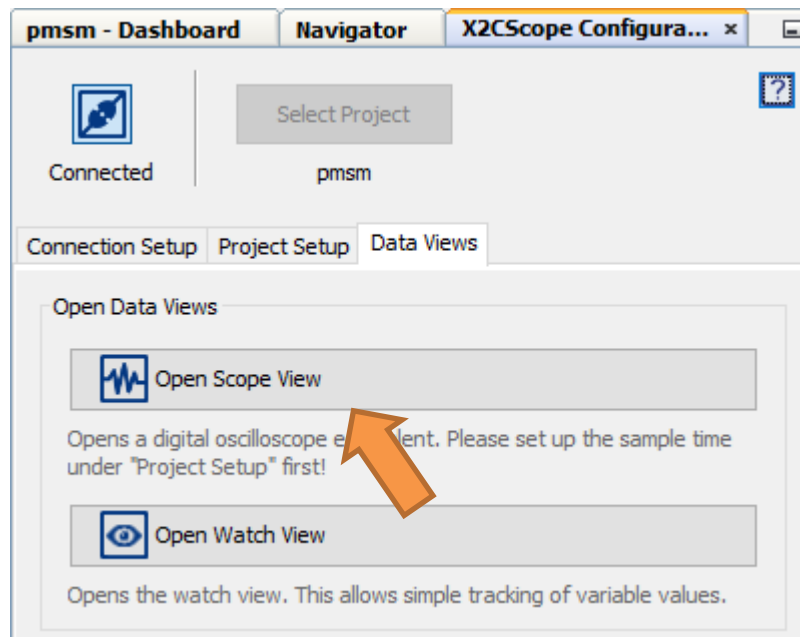 pmsm - Dashboard
Navigator
X2CScope Configura... ×
?
Select Project
Connected
pmsm
Connection Setup
Project Setup
Data Views
Open Data Views
Open Scope View
Opens a digital oscilloscope e lent. Please set up the sample time
under "Project Setup" first!
Open Watch View
Opens the watch view. This allows simple tracking of variable values.